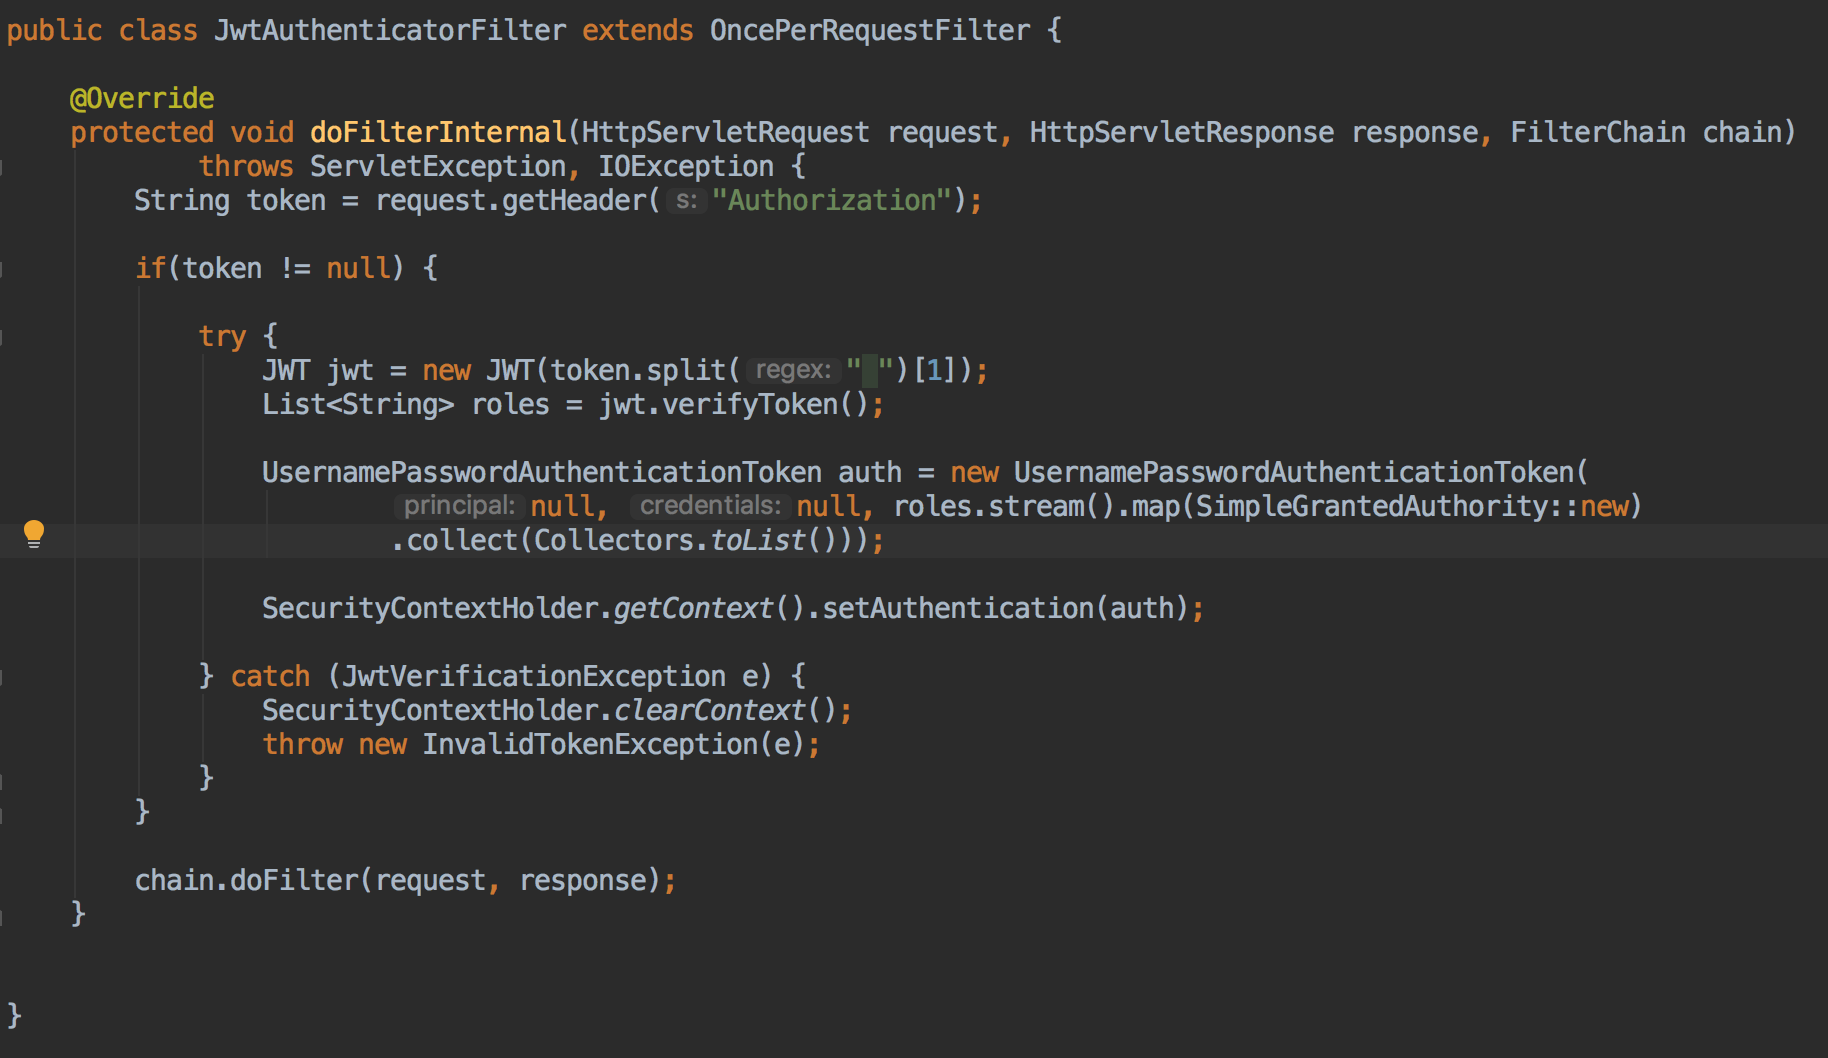 public class JwtAuthenticatorFilter extends OncePerRequestFilter {
@Override
protected void doFilterInternal(HttpServletRequest request, HttpServletResponse response, FilterChain chain)
throws ServletException, IOException {
String token = request.getHeader( s: "Authorization");
if(token != null) {
try {
JWT jwt = new JWT(token.split( regex: " ")[1]);
List<String> roles = jwt.verifyToken();
UsernamePasswordAuthenticationToken auth = new UsernamePasswordAuthenticationToken(
principal: null, credentials: null, roles.stream().map(SimpleGrantedAuthority::new)
.collect(Collectors.toList()));
SecurityContextHolder.getContext().setAuthentication(auth);
} catch (JwtVerificationException e) {
SecurityContextHolder.clearContext();
throw new InvalidTokenException(e);
}
}
chain.doFilter(request, response);
}
}